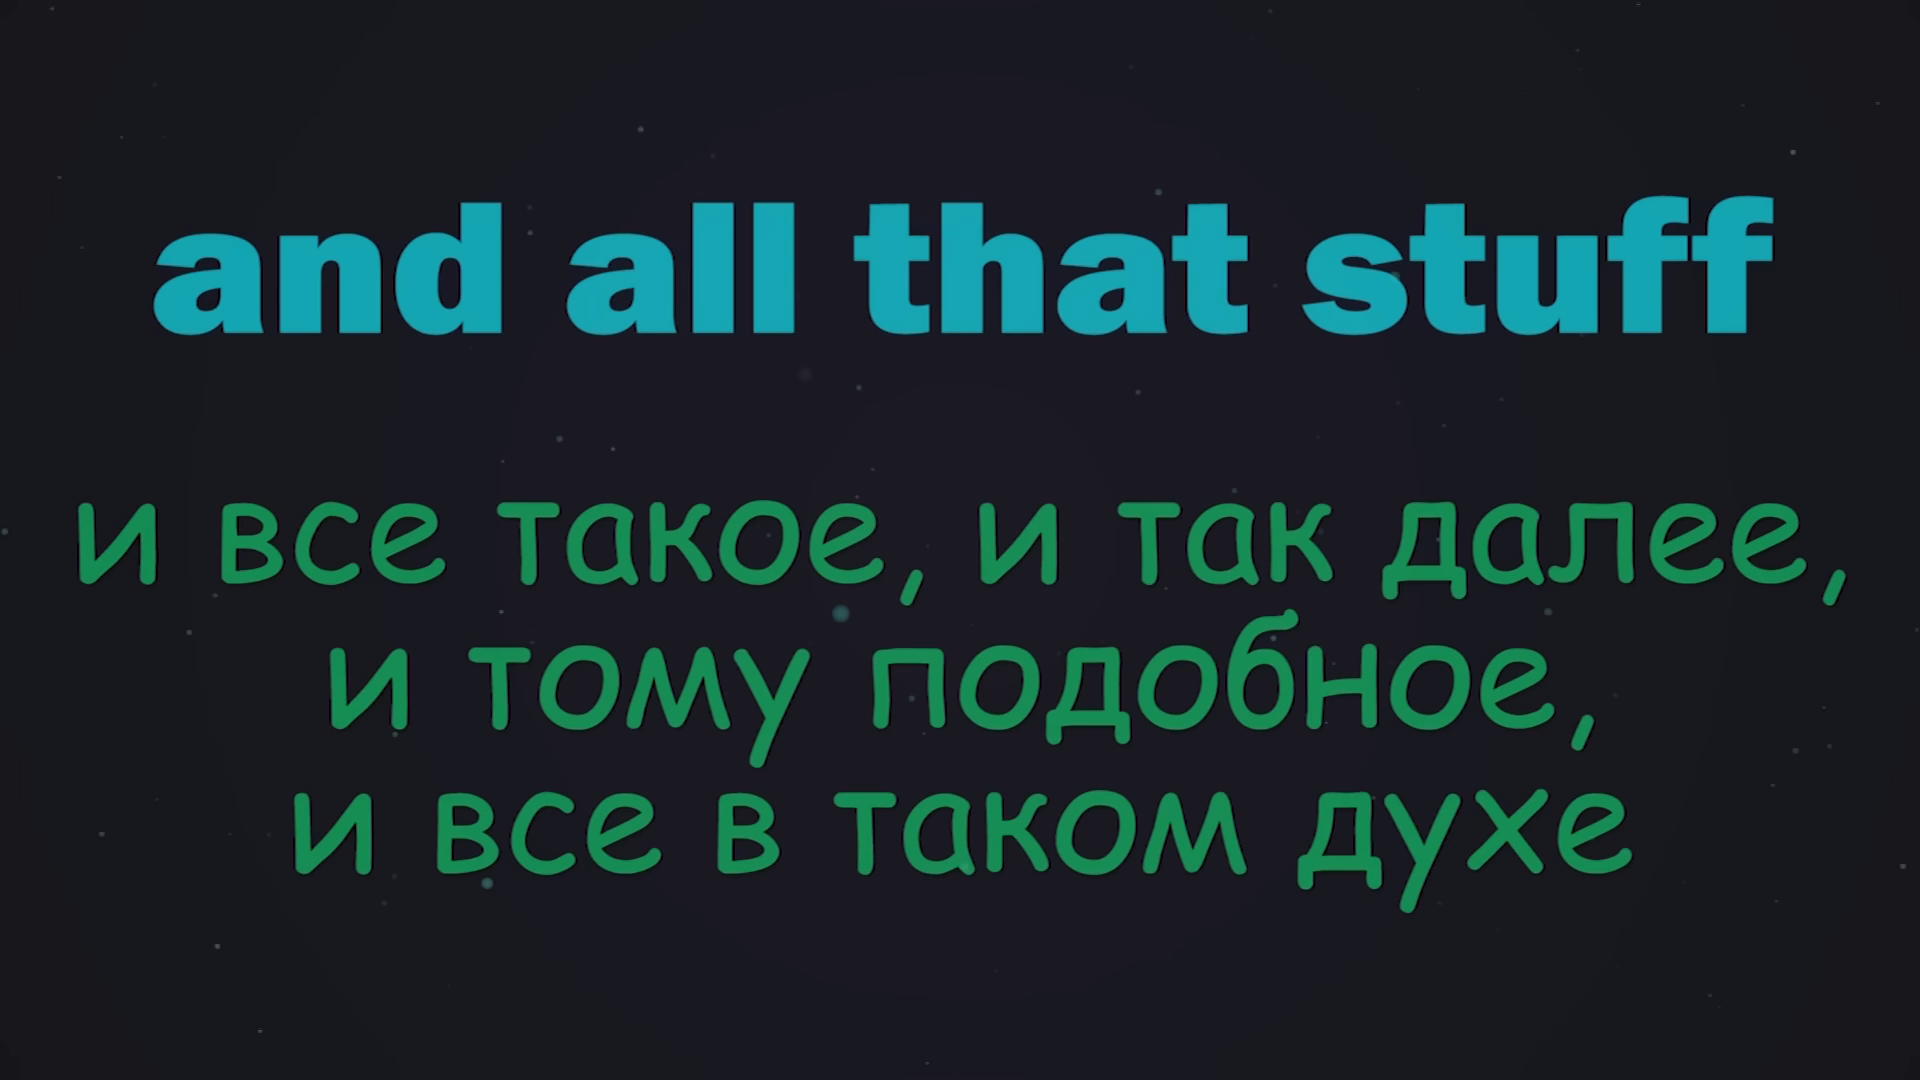 and all that stuff
и все такое, и так далее,
и тому подобное,
и все в таком духе